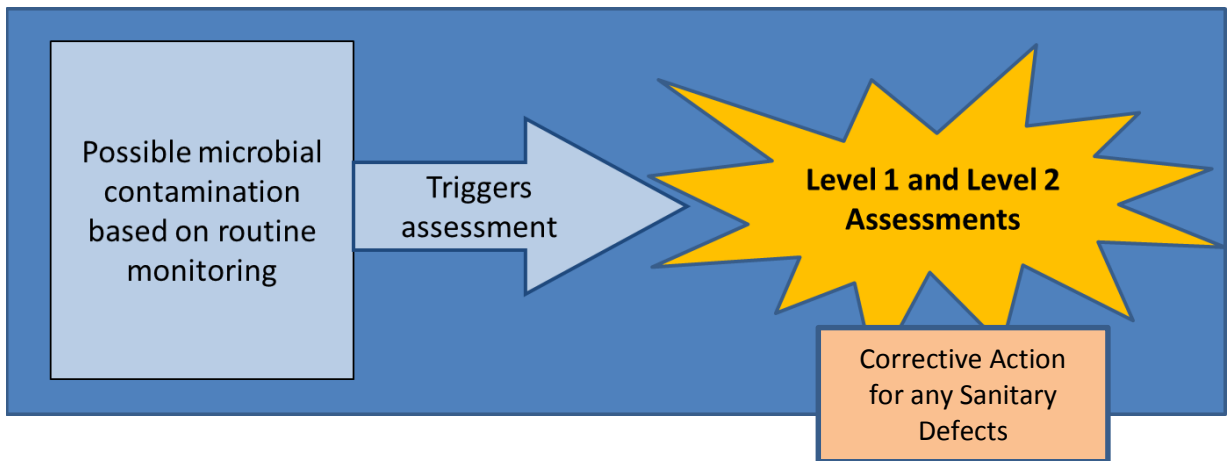 Possible microbial
contamination
based on routine
monitoring
Triggers
assessment
Level 1 and Level 2
Assessments
Corrective Action
for any Sanitary
Defects